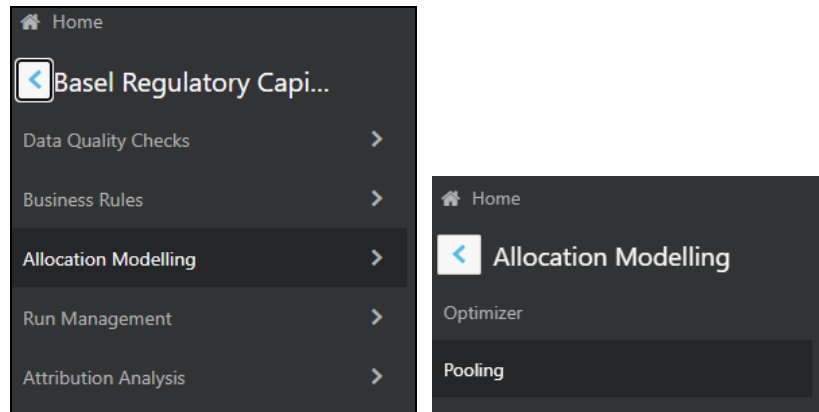 Home
Basel Regulatory Capi...
Data Quality Checks
Business Rules
Allocation Modelling
Run Management
Attribution Analysis
Home
Allocation Modelling
Optimizer
Pooling